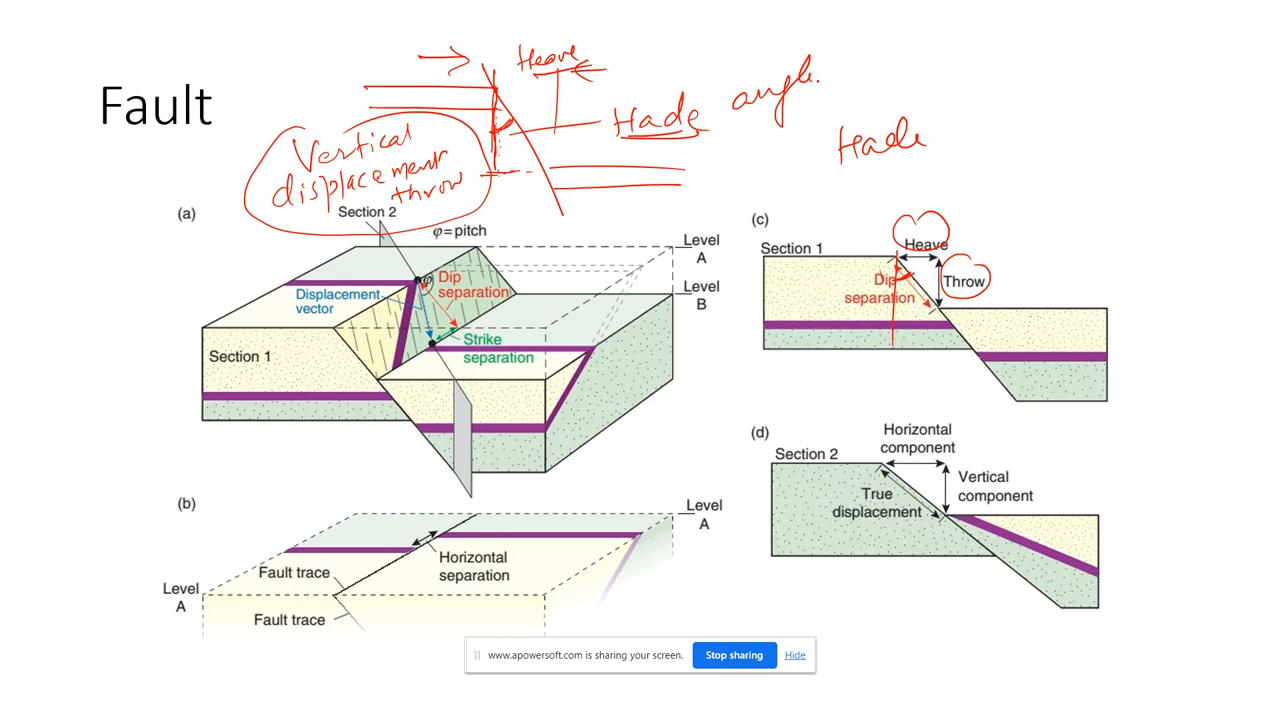 Fault
Heave
Hade angle.
Hade
Vertical
displacement
throw
(a)
Section 2
φ=pitch
Level
A
Level
B
φ
Dip
separation
Displacement
vector
Strike
separation
Section 1
(b)
Level
A
Horizontal
separation
Fault trace
Level
A
Fault trace
(c)
Section 1
Heave
Throw
Dip
separation
(d)
Horizontal
component
Section 2
Vertical
component
True
displacement
www.apowersoft.com is sharing your screen.
Stop sharing
Hide